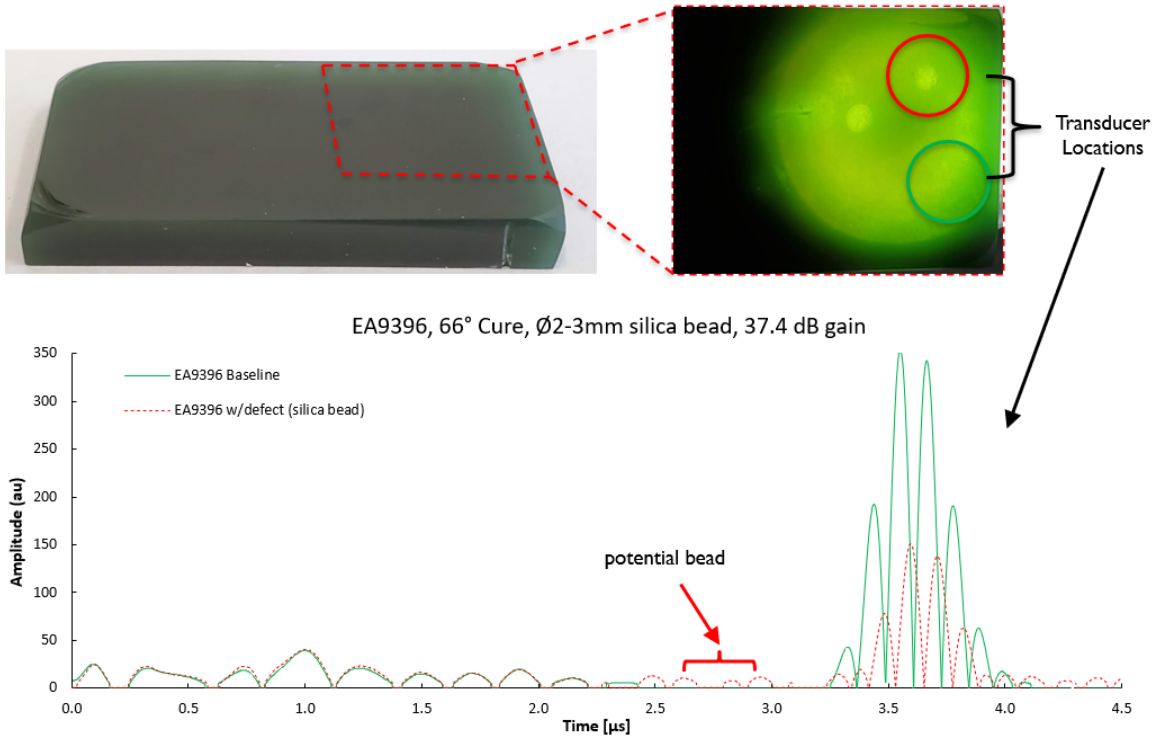 Transducer
Locations
EA9396, 66° Cure, Ø2-3mm silica bead, 37.4 dB gain
EA9396 Baseline
EA9396 w/defect (silica bead)
potential bead
Amplitude (au)
350
300
250
200
150
100
50
0
0.0 0.5 1.0 1.5 2.0 2.5 3.0 3.5 4.0 4.5
Time [µs]